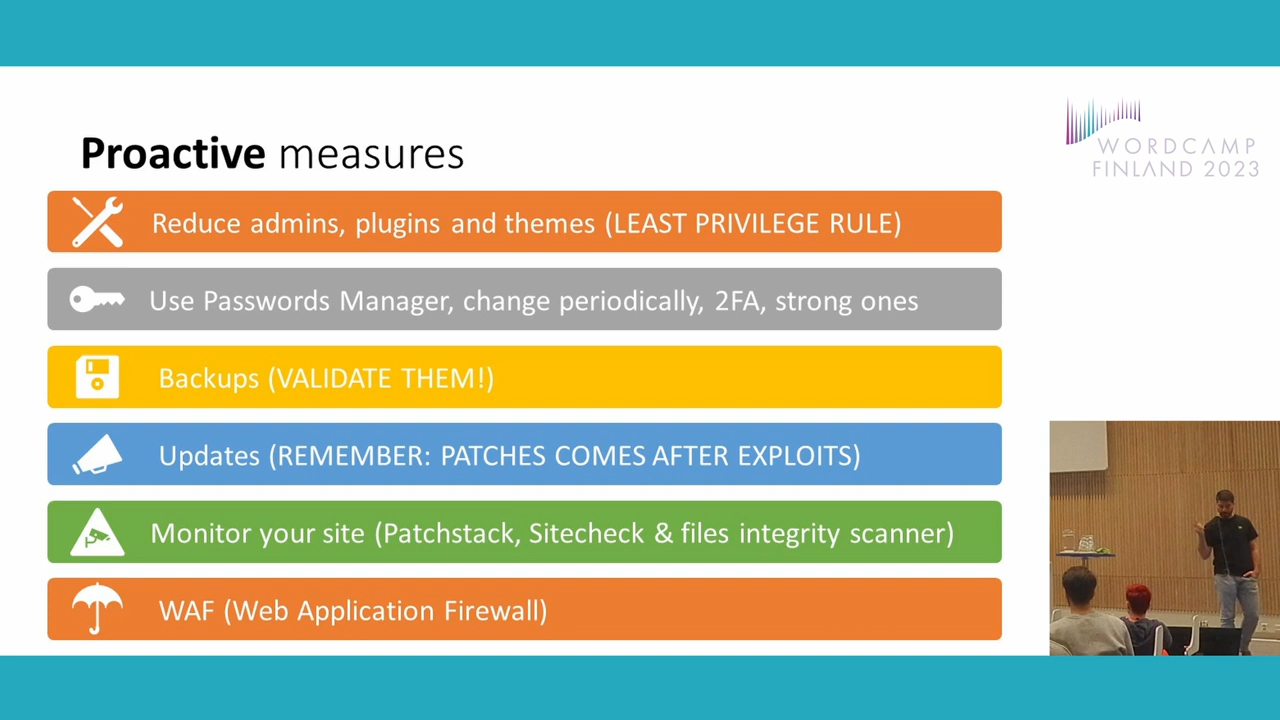 WORDCAMP
FINLAND 2023
Proactive measures
Reduce admins, plugins and themes (LEAST PRIVILEGE RULE)
Use Passwords Manager, change periodically, 2FA, strong ones
Backups (VALIDATE THEM!)
Updates (REMEMBER: PATCHES COMES AFTER EXPLOITS)
Monitor your site (Patchstack, Sitecheck & files integrity scanner)
WAF (Web Application Firewall)